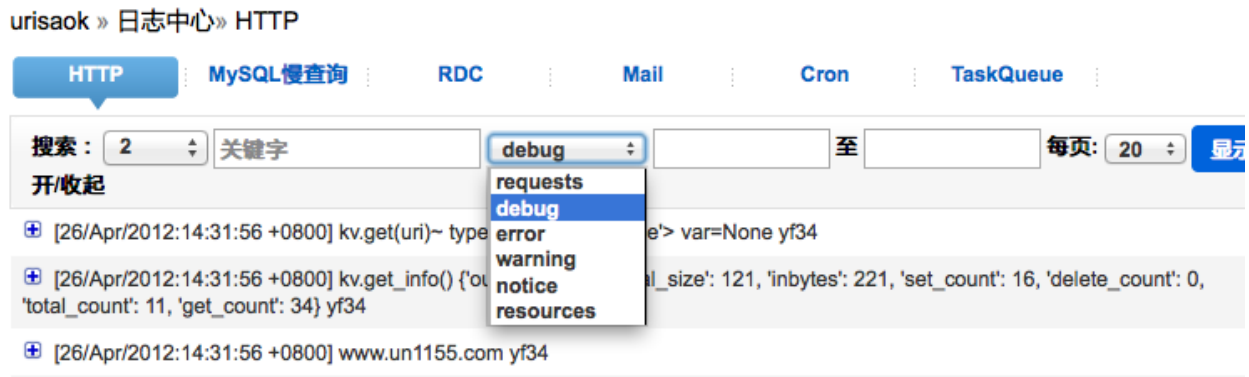 urisaok » 日志中心» HTTP
HTTP MySQL慢查询 RDC Mail Cron TaskQueue
搜索： 2 关键字 debug 至 每页: 20 显示
开/收起
requests
debug
error
warning
notice
resources
[26/Apr/2012:14:31:56 +0800] kv.get(uri)~ type e'> var=None yf34
[26/Apr/2012:14:31:56 +0800] kv.get_info() {'ou al_size': 121, 'inbytes': 221, 'set_count': 16, 'delete_count': 0,
'total_count': 11, 'get_count': 34} yf34
[26/Apr/2012:14:31:56 +0800] www.un1155.com yf34